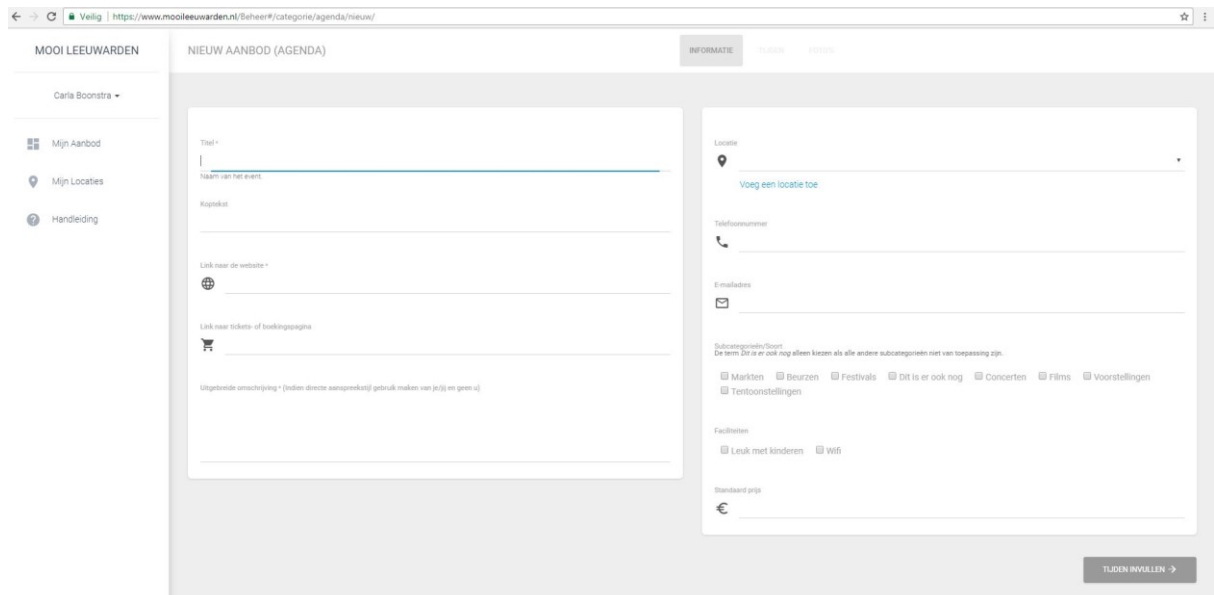 Veilig | https://www.mooileeuwarden.nl/Beheer#/categorie/agenda/nieuw/
MOOI LEEUWARDEN
NIEUW AANBOD (AGENDA)
INFORMATIE
TIJDEN
FOTO'S
Carla Boonstra
Mijn Aanbod
Mijn Locaties
Handleiding
Titel *
Naam van het event
Koptekst
Link naar de website *
Link naar tickets- of boekingspagina
Uitgebreide omschrijving * (Indien directe aanspreekstijl gebruik maken van je/jij en geen u)
Locatie
Voeg een locatie toe
Telefoonnummer
E-mailadres
Subcategorieën/Soort
De term Dit is er ook nog alleen kiezen als alle andere subcategorieën niet van toepassing zijn.
Markten Beurzen Festivals Dit is er ook nog Concerten Films Voorstellingen
Tentoonstellingen
Faciliteiten
Leuk met kinderen Wifi
Standaard prijs
€
TIJDEN INVULLEN →